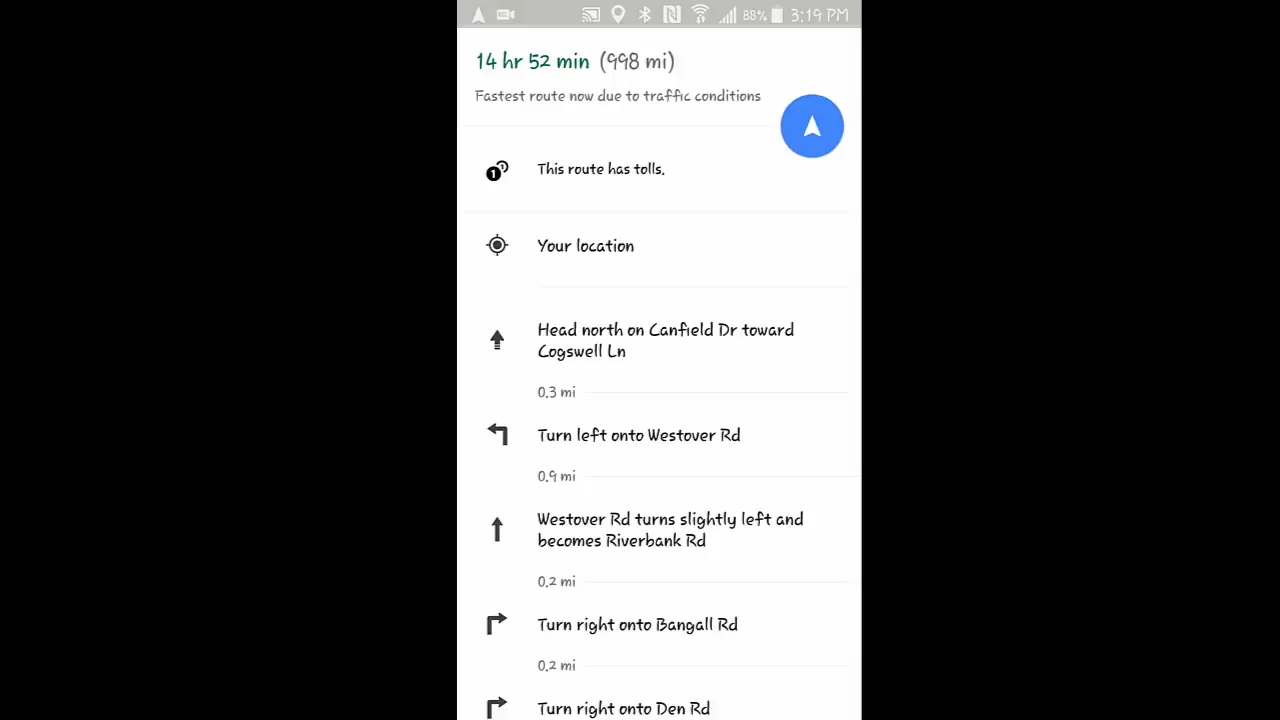 88% 3:19 PM
14 hr 52 min (998 mi)
Fastest route now due to traffic conditions
This route has tolls.
Your location
Head north on Canfield Dr toward
Cogswell Ln
0.3 mi
Turn left onto Westover Rd
0.9 mi
Westover Rd turns slightly left and
becomes Riverbank Rd
0.2 mi
Turn right onto Bangall Rd
0.2 mi
Turn right onto Den Rd